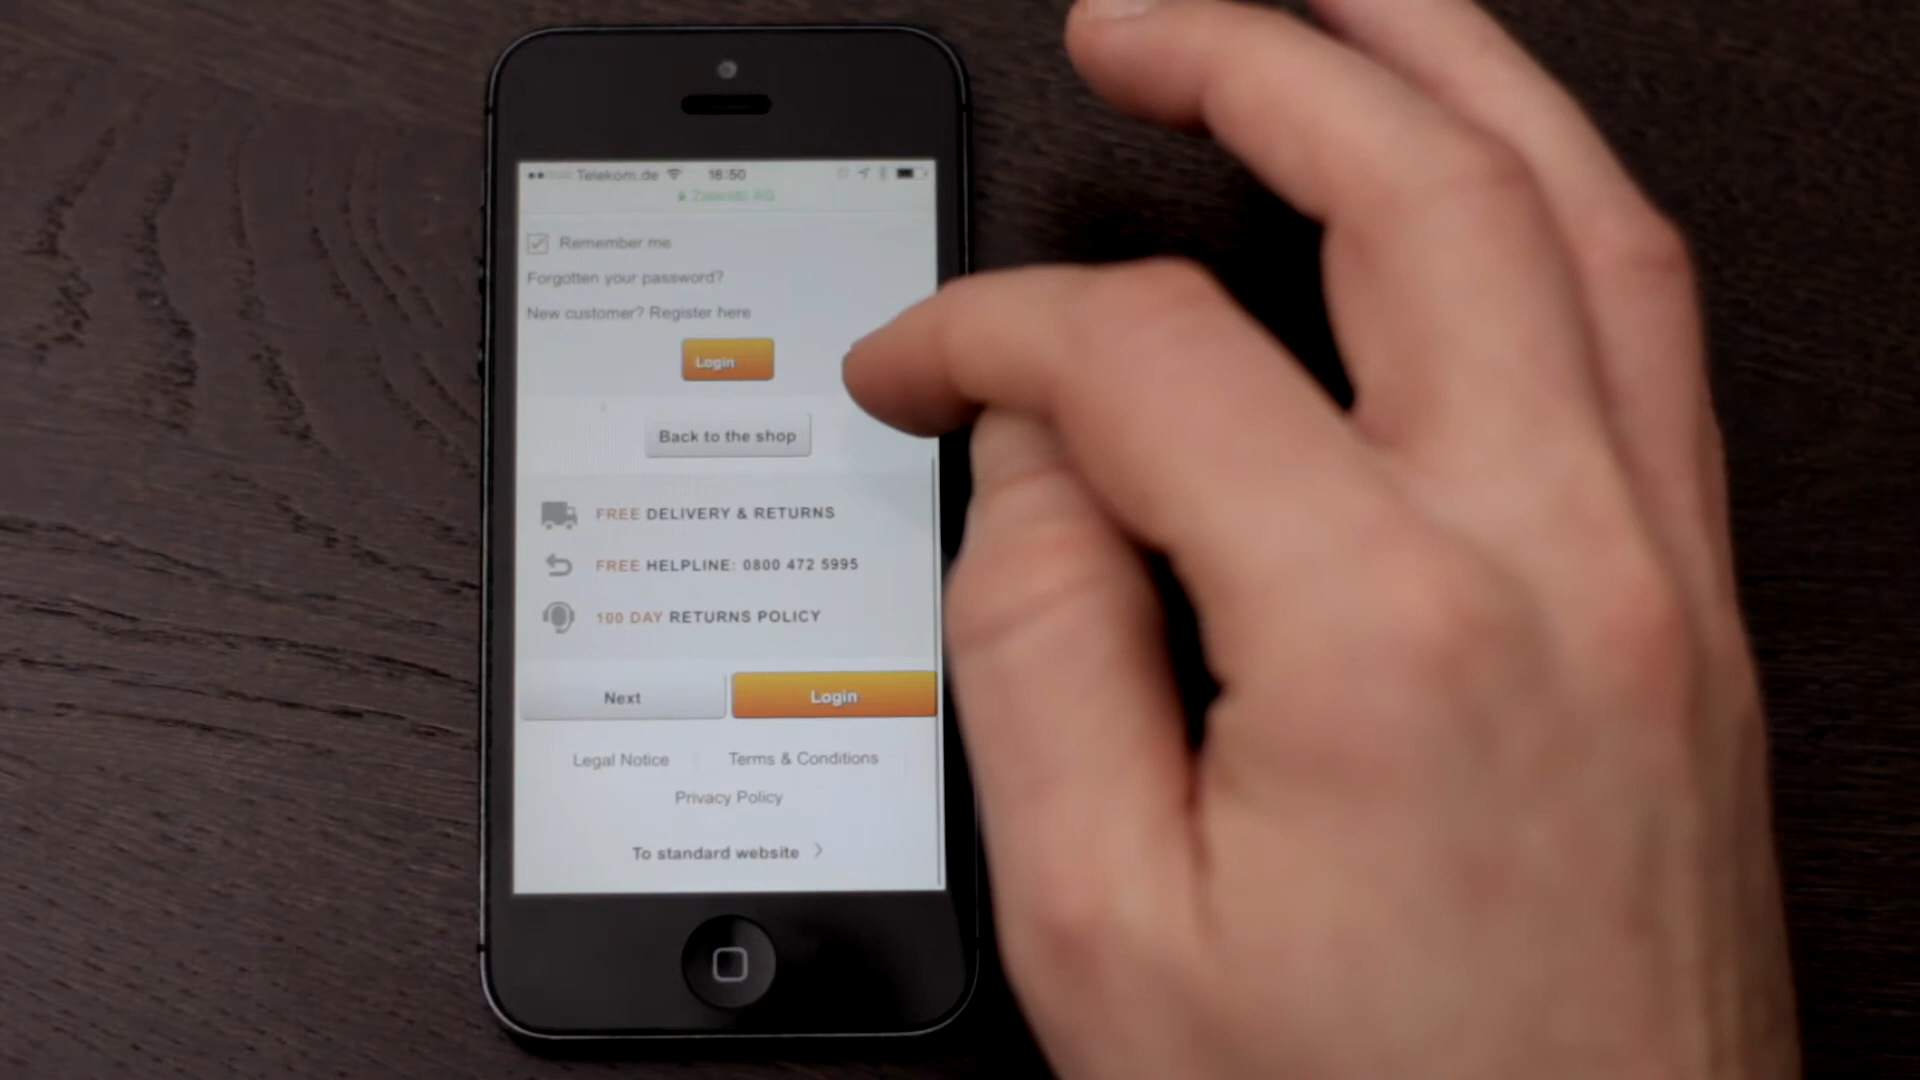 Telekom.de 18:50
Zalando AG
Remember me
Forgotten your password?
New customer? Register here
Login
Back to the shop
FREE DELIVERY & RETURNS
FREE HELPLINE: 0800 472 5995
100 DAY RETURNS POLICY
Next Login
Legal Notice Terms & Conditions
Privacy Policy
To standard website